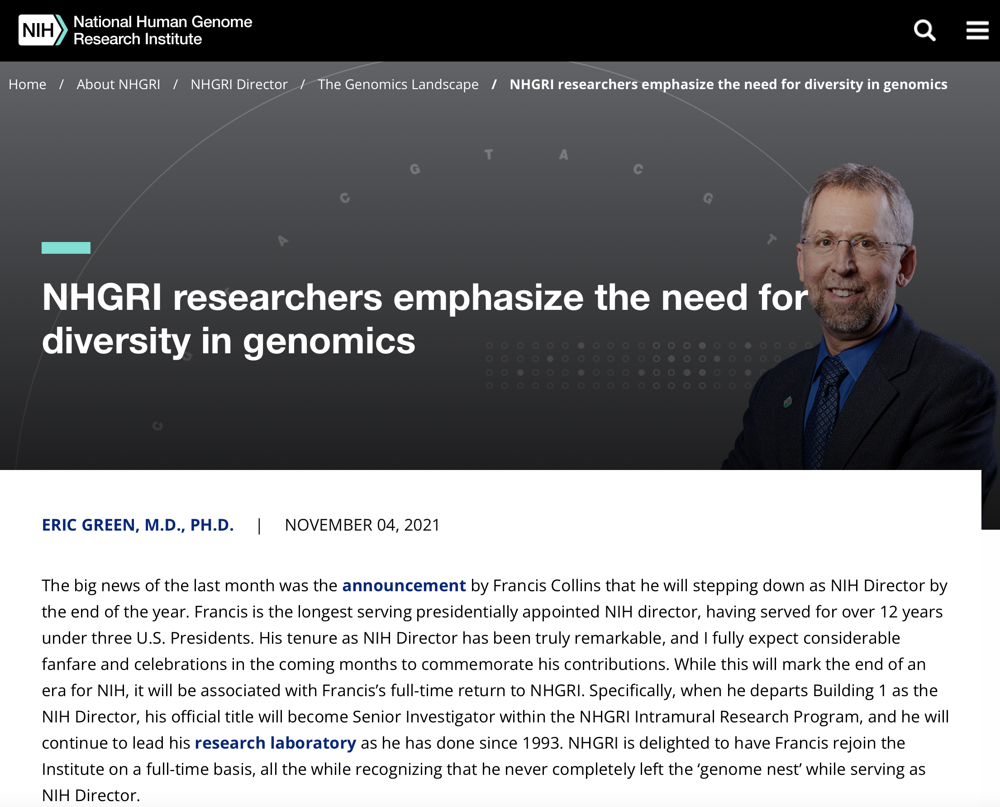 NIH National Human Genome
Research Institute
Home / About NHGRI / NHGRI Director / The Genomics Landscape / NHGRI researchers emphasize the need for diversity in genomics
T A
G C
C G
A T
NHGRI researchers emphasize the need for
diversity in genomics
G
C
ERIC GREEN, M.D., PH.D. | NOVEMBER 04, 2021
The big news of the last month was the announcement by Francis Collins that he will stepping down as NIH Director by
the end of the year. Francis is the longest serving presidentially appointed NIH director, having served for over 12 years
under three U.S. Presidents. His tenure as NIH Director has been truly remarkable, and I fully expect considerable
fanfare and celebrations in the coming months to commemorate his contributions. While this will mark the end of an
era for NIH, it will be associated with Francis’s full-time return to NHGRI. Specifically, when he departs Building 1 as the
NIH Director, his official title will become Senior Investigator within the NHGRI Intramural Research Program, and he will
continue to lead his research laboratory as he has done since 1993. NHGRI is delighted to have Francis rejoin the
Institute on a full-time basis, all the while recognizing that he never completely left the ‘genome nest’ while serving as
NIH Director.